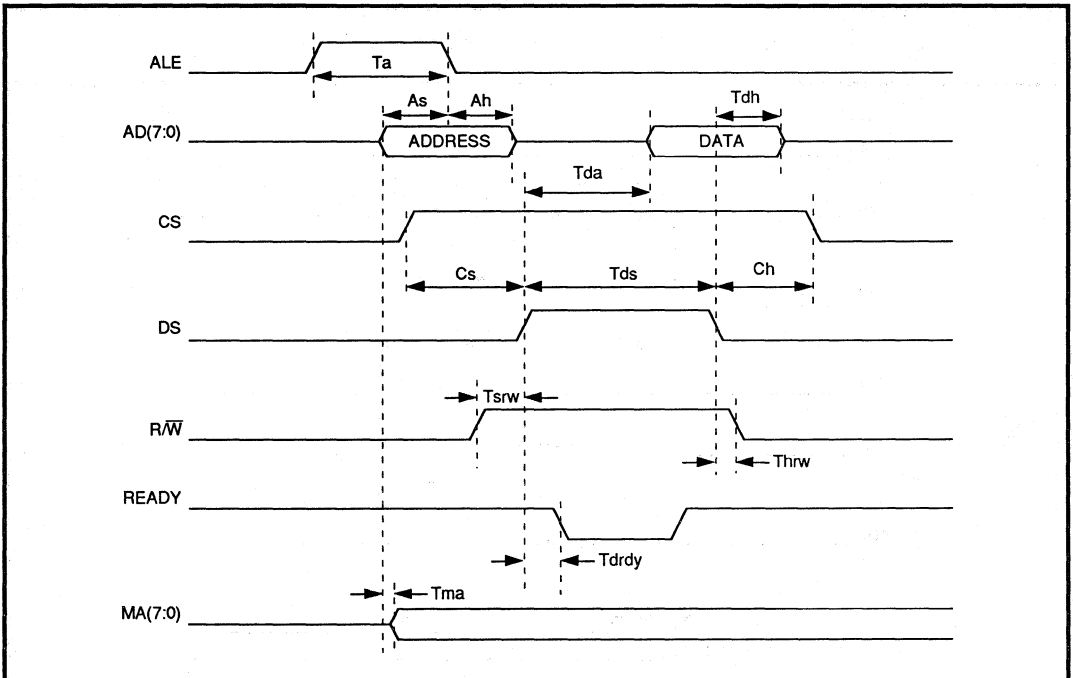 ALE
Ta
As
Ah
Tdh
AD(7:0)
ADDRESS
DATA
Tda
CS
Cs
Tds
Ch
DS
Tsrw
R/W̅
Thrw
READY
Tdrdy
Tma
MA(7:0)